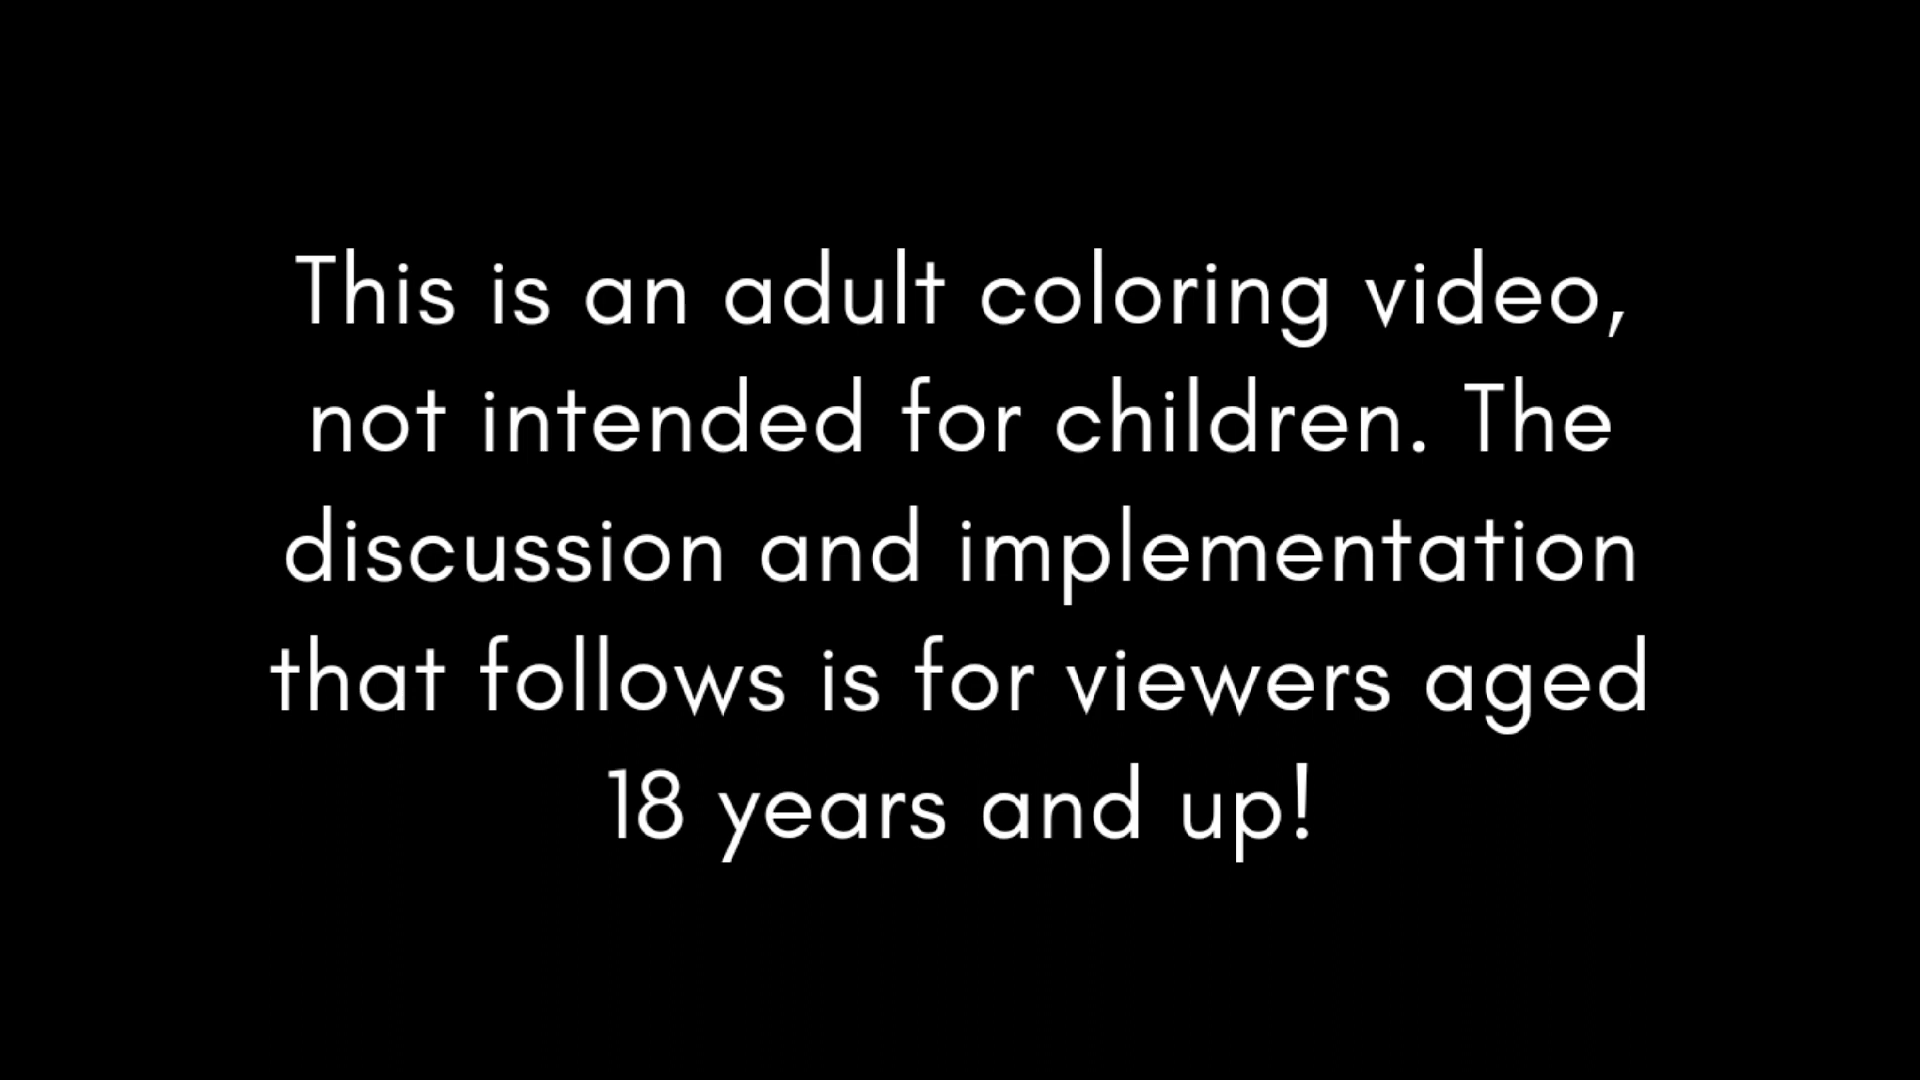 This is an adult coloring video,
not intended for children. The
discussion and implementation
that follows is for viewers aged
18 years and up!